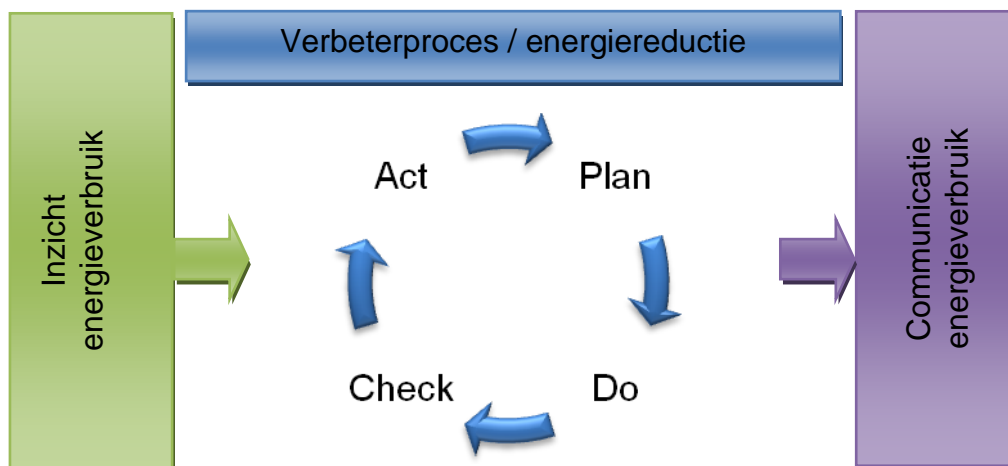 Verbeterproces / energiereductie
Inzicht
energieverbruik
Act
Plan
Check
Do
Communicatie
energieverbruik